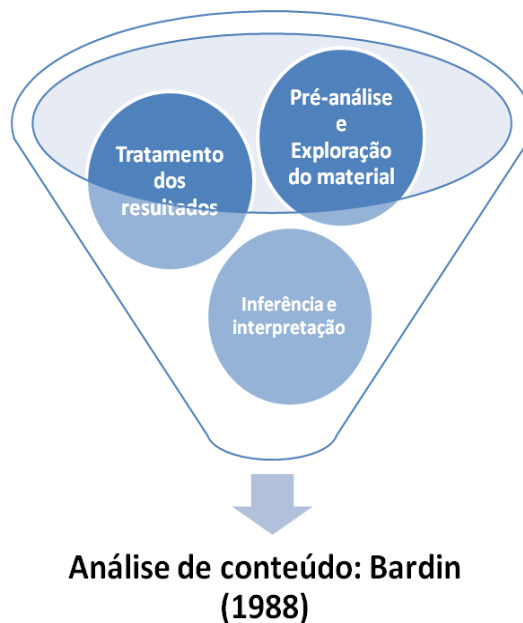 Pré-análise
e
Exploração
do material
Tratamento
dos
resultados
Inferência e
interpretação
Análise de conteúdo: Bardin
(1988)